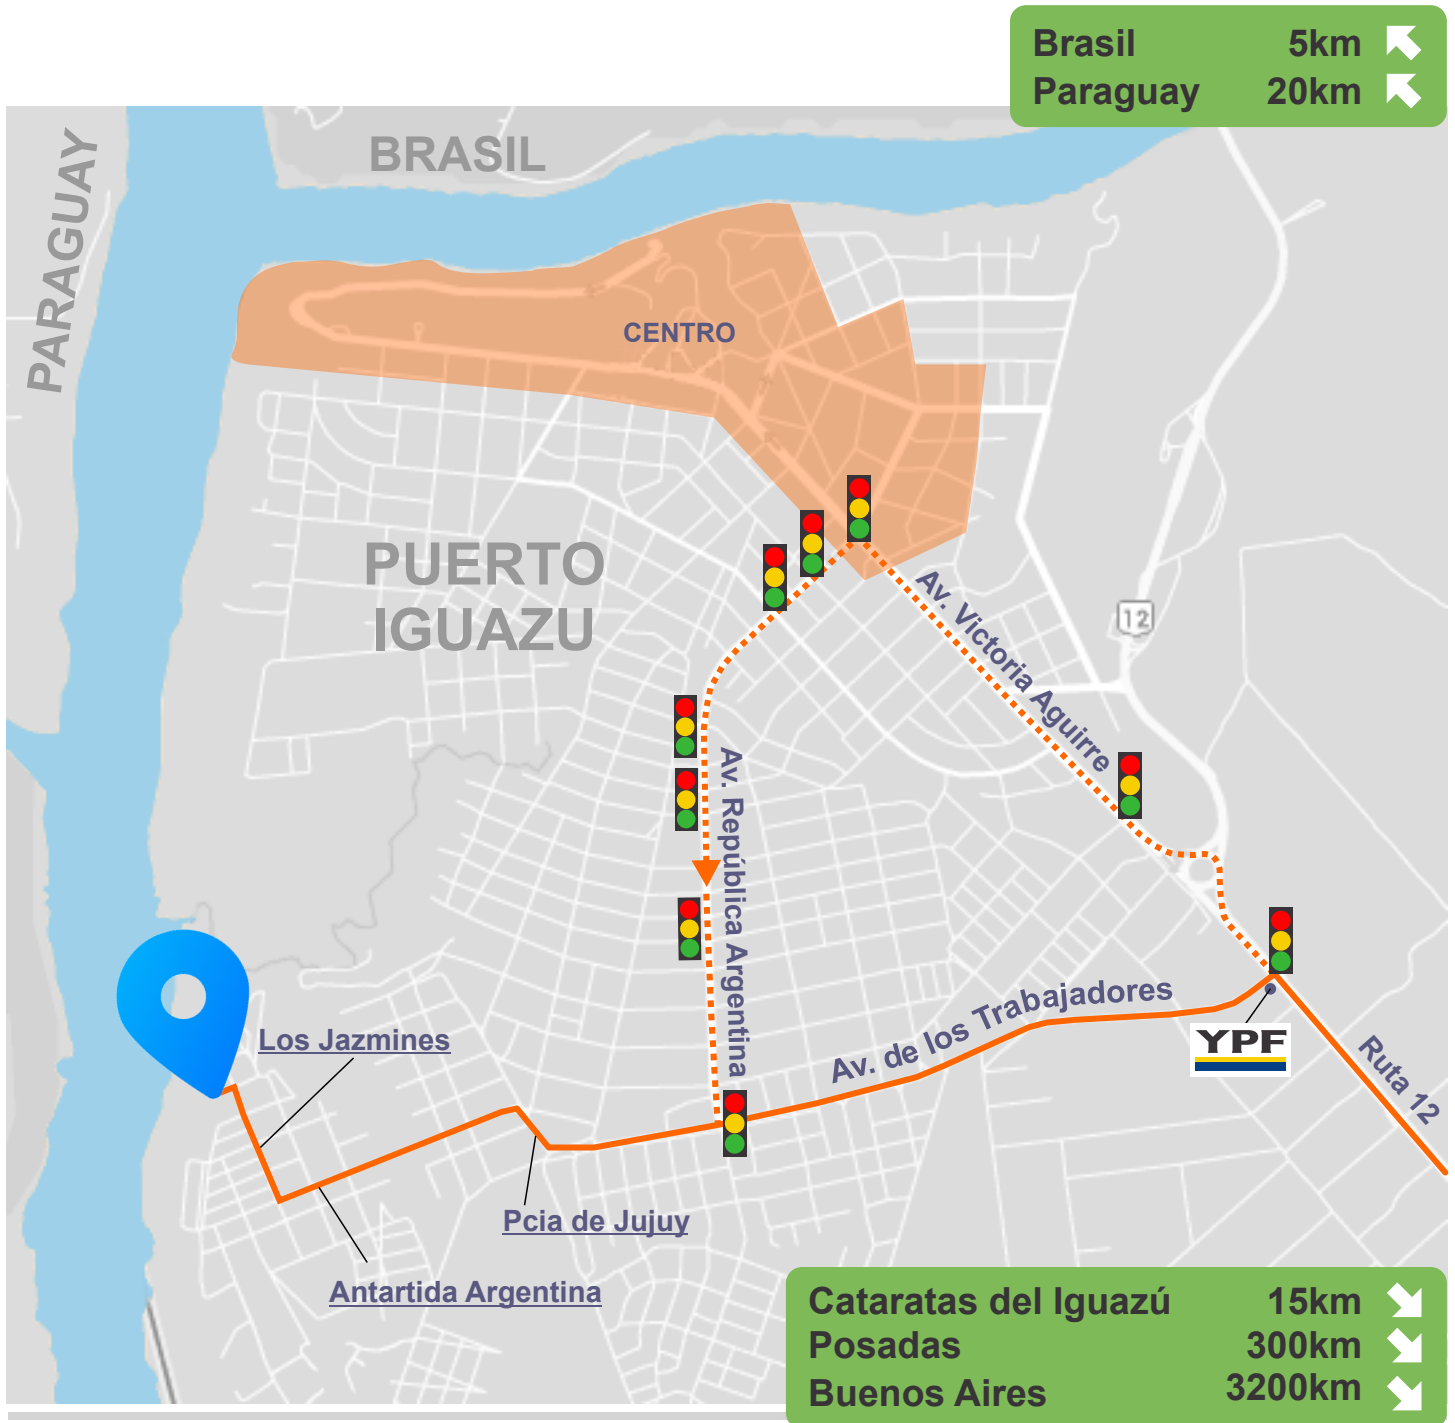 Brasil 5km
Paraguay 20km
BRASIL
PARAGUAY
CENTRO
PUERTO
IGUAZU
Av. Victoria Aguirre
12
Av. República Argentina
Av. de los Trabajadores
YPF
Ruta 12
Los Jazmines
Pcia de Jujuy
Antartida Argentina
Cataratas del Iguazú 15km
Posadas 300km
Buenos Aires 3200km